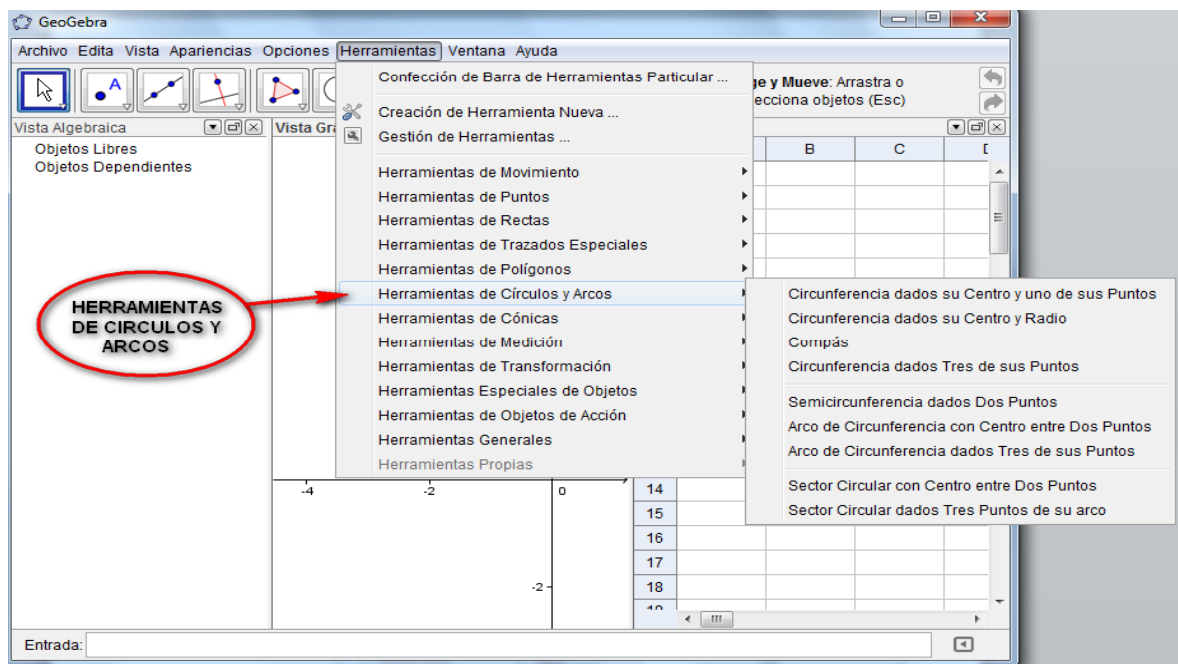 GeoGebra
Archivo Edita Vista Apariencias Opciones Herramientas Ventana Ayuda
A
ge y Mueve: Arrastra o
ecciona objetos (Esc)
Vista Algebraica
Vista Gr
Objetos Libres
Objetos Dependientes
Confección de Barra de Herramientas Particular ...
Creación de Herramienta Nueva ...
Gestión de Herramientas ...
Herramientas de Movimiento
Herramientas de Puntos
Herramientas de Rectas
Herramientas de Trazados Especiales
Herramientas de Polígonos
Herramientas de Círculos y Arcos
Herramientas de Cónicas
Herramientas de Medición
Herramientas de Transformación
Herramientas Especiales de Objetos
Herramientas de Objetos de Acción
Herramientas Generales
Herramientas Propias
HERRAMIENTAS
DE CIRCULOS Y
ARCOS
Circunferencia dados su Centro y uno de sus Puntos
Circunferencia dados su Centro y Radio
Compás
Circunferencia dados Tres de sus Puntos
Semicircunferencia dados Dos Puntos
Arco de Circunferencia con Centro entre Dos Puntos
Arco de Circunferencia dados Tres de sus Puntos
Sector Circular con Centro entre Dos Puntos
Sector Circular dados Tres Puntos de su arco
B C
-4 -2 0
-2
14
15
16
17
18
Entrada: